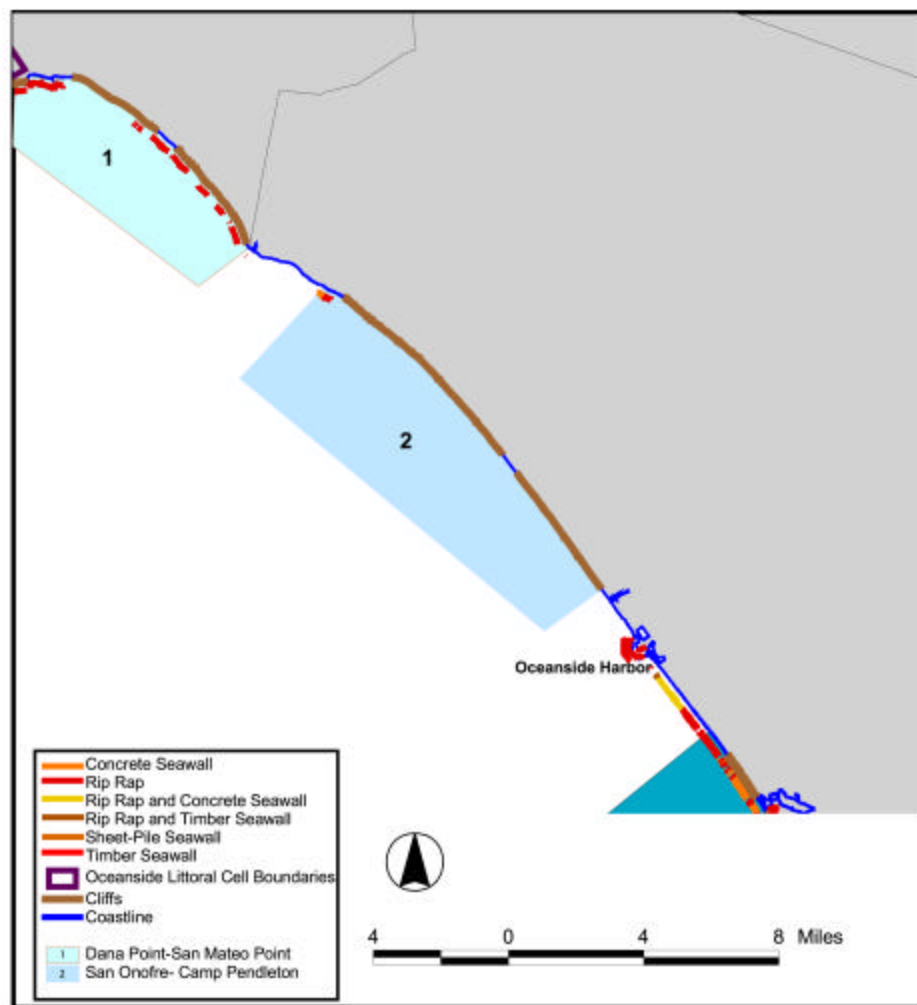 1
2
Oceanside Harbor
Concrete Seawall
Rip Rap
Rip Rap and Concrete Seawall
Rip Rap and Timber Seawall
Sheet-Pile Seawall
Timber Seawall
Oceanside Littoral Cell Boundaries
Cliffs
Coastline
1 Dana Point-San Mateo Point
2 San Onofre- Camp Pendleton
4 0 4 8 Miles